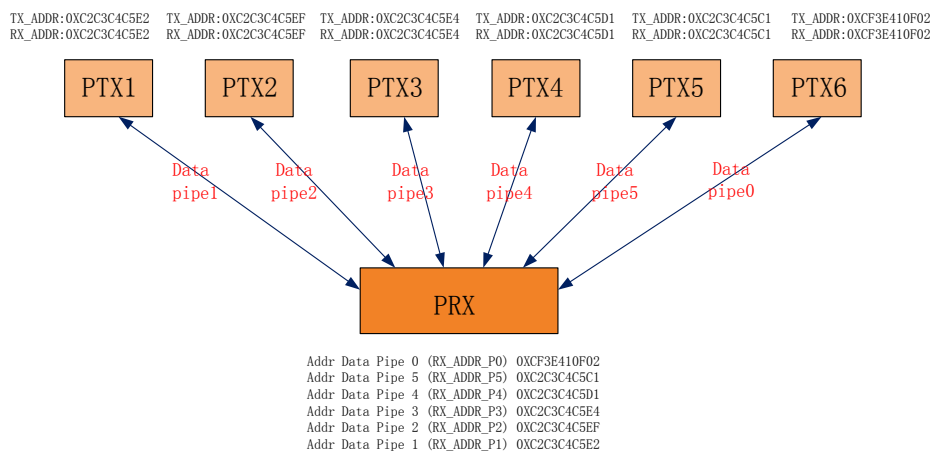 TX_ADDR:0XC2C3C4C5E2 TX_ADDR:0XC2C3C4C5EF TX_ADDR:0XC2C3C4C5E4 TX_ADDR:0XC2C3C4C5D1 TX_ADDR:0XC2C3C4C5C1 TX_ADDR:0XCF3E410F02
RX_ADDR:0XC2C3C4C5E2 RX_ADDR:0XC2C3C4C5EF RX_ADDR:0XC2C3C4C5E4 RX_ADDR:0XC2C3C4C5D1 RX_ADDR:0XC2C3C4C5C1 RX_ADDR:0XCF3E410F02
PTX1 PTX2 PTX3 PTX4 PTX5 PTX6
Data Data Data Data Data Data
pipe1 pipe2 pipe3 pipe4 pipe5 pipe0
PRX
Addr Data Pipe 0 (RX_ADDR_P0) 0XCF3E410F02
Addr Data Pipe 5 (RX_ADDR_P5) 0XC2C3C4C5C1
Addr Data Pipe 4 (RX_ADDR_P4) 0XC2C3C4C5D1
Addr Data Pipe 3 (RX_ADDR_P3) 0XC2C3C4C5E4
Addr Data Pipe 2 (RX_ADDR_P2) 0XC2C3C4C5EF
Addr Data Pipe 1 (RX_ADDR_P1) 0XC2C3C4C5E2